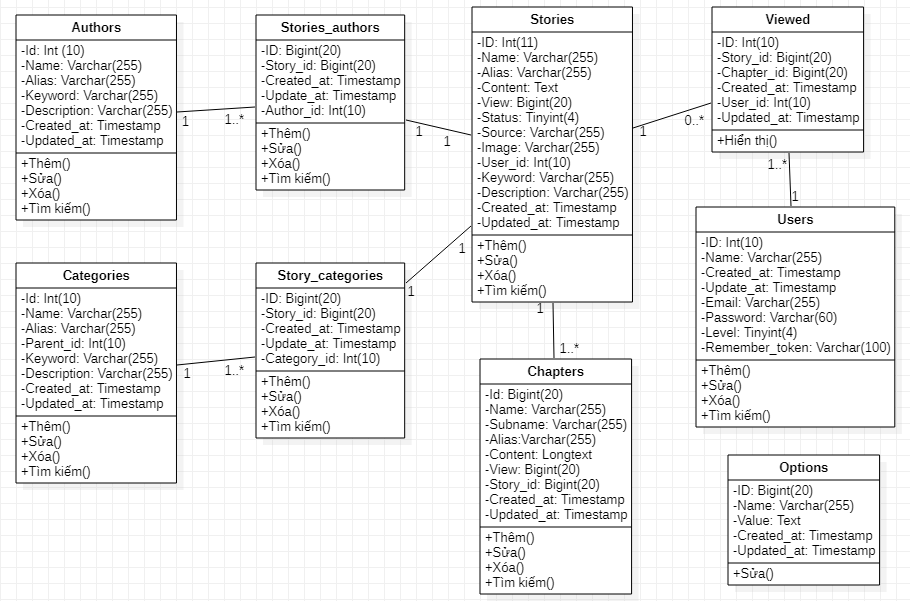 Authors
-Id: Int (10)
-Name: Varchar(255)
-Alias: Varchar(255)
-Keyword: Varchar(255)
-Description: Varchar(255)
-Created_at: Timestamp
-Updated_at: Timestamp
+Thêm()
+Sửa()
+Xóa()
+Tìm kiếm()
1
1..*
Stories_authors
-ID: Bigint(20)
-Story_id: Bigint(20)
-Created_at: Timestamp
-Update_at: Timestamp
-Author_id: Int(10)
+Thêm()
+Sửa()
+Xóa()
+Tìm kiếm()
1
1
Stories
-ID: Int(11)
-Name: Varchar(255)
-Alias: Varchar(255)
-Content: Text
-View: Bigint(20)
-Status: Tinyint(4)
-Source: Varchar(255)
-Image: Varchar(255)
-User_id: Int(10)
-Keyword: Varchar(255)
-Description: Varchar(255)
-Created_at: Timestamp
-Updated_at: Timestamp
+Thêm()
+Sửa()
+Xóa()
+Tìm kiếm()
1
0..*
Viewed
-ID: Int(10)
-Story_id: Bigint(20)
-Chapter_id: Bigint(20)
-Created_at: Timestamp
-User_id: Int(10)
-Updated_at: Timestamp
+Hiển thị()
1..*
1
Users
-ID: Int(10)
-Name: Varchar(255)
-Created_at: Timestamp
-Update_at: Timestamp
-Email: Varchar(255)
-Password: Varchar(60)
-Level: Tinyint(4)
-Remember_token: Varchar(100)
+Thêm()
+Sửa()
+Xóa()
+Tìm kiếm()
Categories
-Id: Int(10)
-Name: Varchar(255)
-Alias: Varchar(255)
-Parent_id: Int(10)
-Keyword: Varchar(255)
-Description: Varchar(255)
-Created_at: Timestamp
-Updated_at: Timestamp
+Thêm()
+Sửa()
+Xóa()
+Tìm kiếm()
1
1..*
Story_categories
-ID: Bigint(20)
-Story_id: Bigint(20)
-Created_at: Timestamp
-Update_at: Timestamp
-Category_id: Int(10)
+Thêm()
+Sửa()
+Xóa()
+Tìm kiếm()
1
1
1
1..*
Chapters
-Id: Bigint(20)
-Name: Varchar(255)
-Subname: Varchar(255)
-Alias:Varchar(255)
-Content: Longtext
-View: Bigint(20)
-Story_id: Bigint(20)
-Created_at: Timestamp
-Updated_at: Timestamp
+Thêm()
+Sửa()
+Xóa()
+Tìm kiếm()
Options
-ID: Bigint(20)
-Name: Varchar(255)
-Value: Text
-Created_at: Timestamp
-Updated_at: Timestamp
+Sửa()